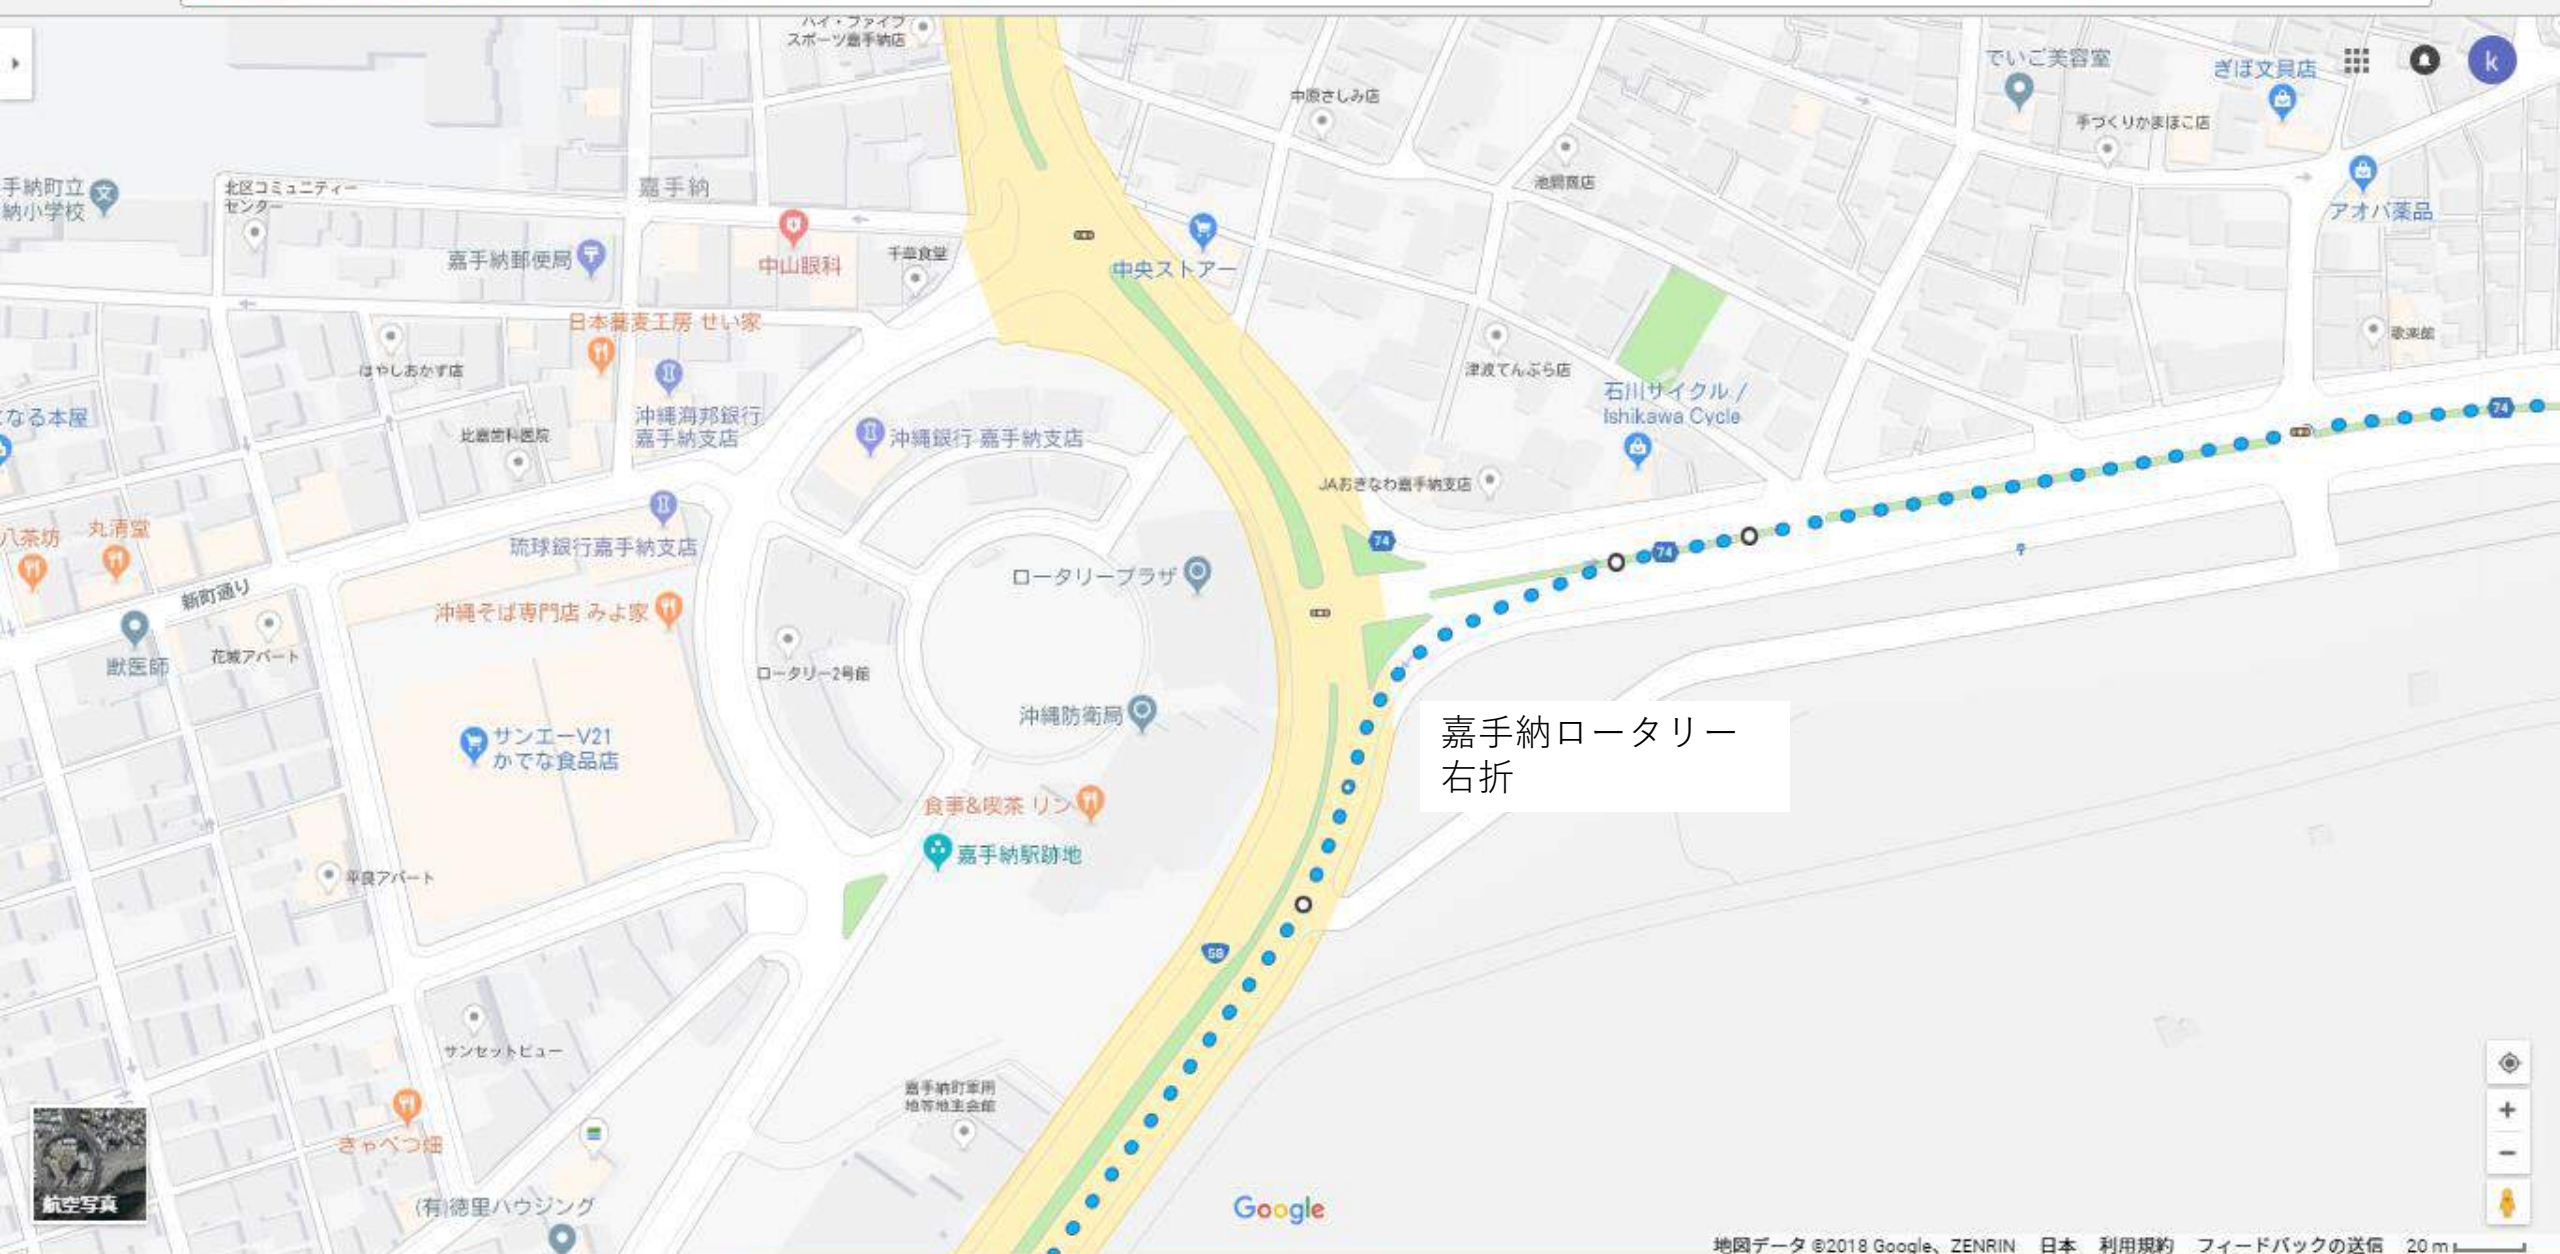 ハイ・ファイブ
スポーツ嘉手納店
でいご美容室
ぎぼ文具店
k
中原さしみ店
手づくりかまぼこ店
手納町立
納小学校
北区コミュニティー
センター
嘉手納
池間商店
アオバ薬品
嘉手納郵便局
中山眼科
千草食堂
中央ストアー
日本蕎麦工房 せい家
歌楽館
はやしおかず店
津波てんぷら店
石川サイクル /
Ishikawa Cycle
なる本屋
沖縄海邦銀行
嘉手納支店
比嘉歯科医院
沖縄銀行 嘉手納支店
74
JAおきなわ嘉手納支店
八茶坊
丸清堂
琉球銀行嘉手納支店
74
74
ロータリープラザ
新町通り
沖縄そば専門店 みよ家
獣医師
花城アパート
ロータリー2号館
沖縄防衛局
嘉手納ロータリー
右折
サンエーV21
かでな食品店
食事&喫茶 リン
嘉手納駅跡地
平良アパート
58
サンセットビュー
嘉手納町軍用
地等地主会館
きゃべつ畑
航空写真
(有)徳里ハウジング
Google
地図データ ©2018 Google、ZENRIN 日本 利用規約 フィードバックの送信 20 m